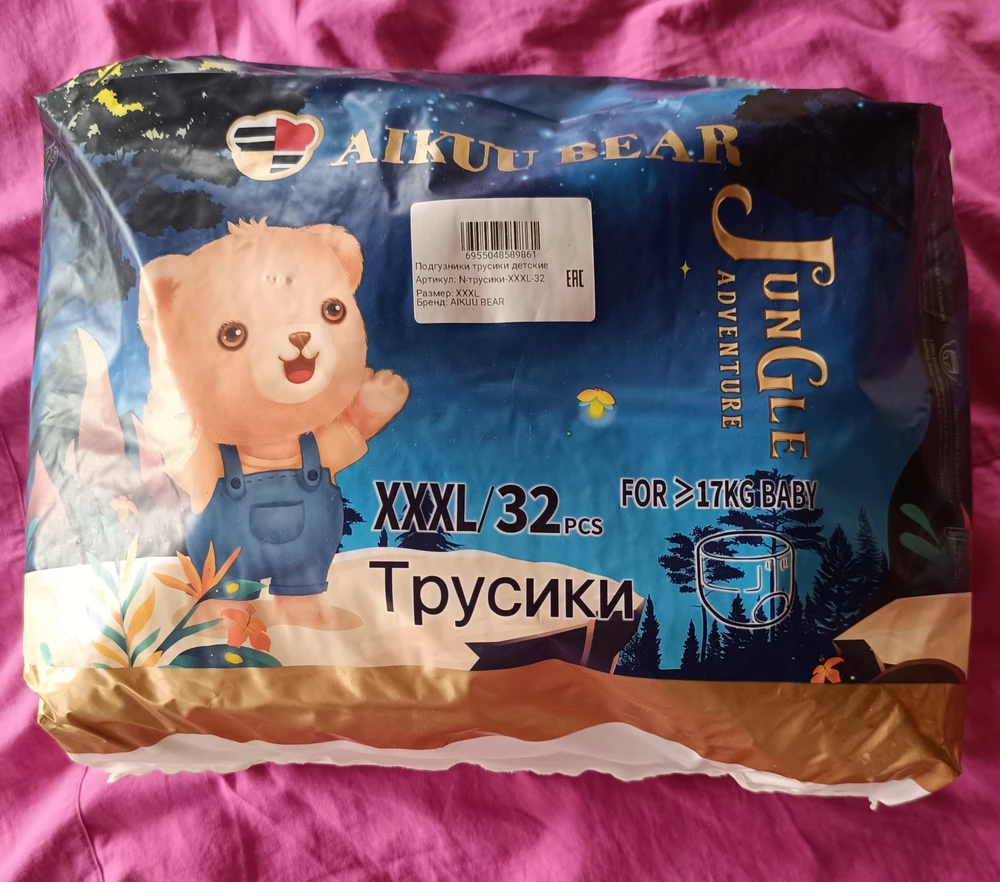 AIKUU BEAR
6955048589861
Подгузники трусики детские
Артикул: N-трусики-XXXL-32
Размер: XXXL
Бренд: AIKUU BEAR
EAC
JUNGLE
ADVENTURE
XXXL/32PCS
FOR ≥17KG BABY
Трусики